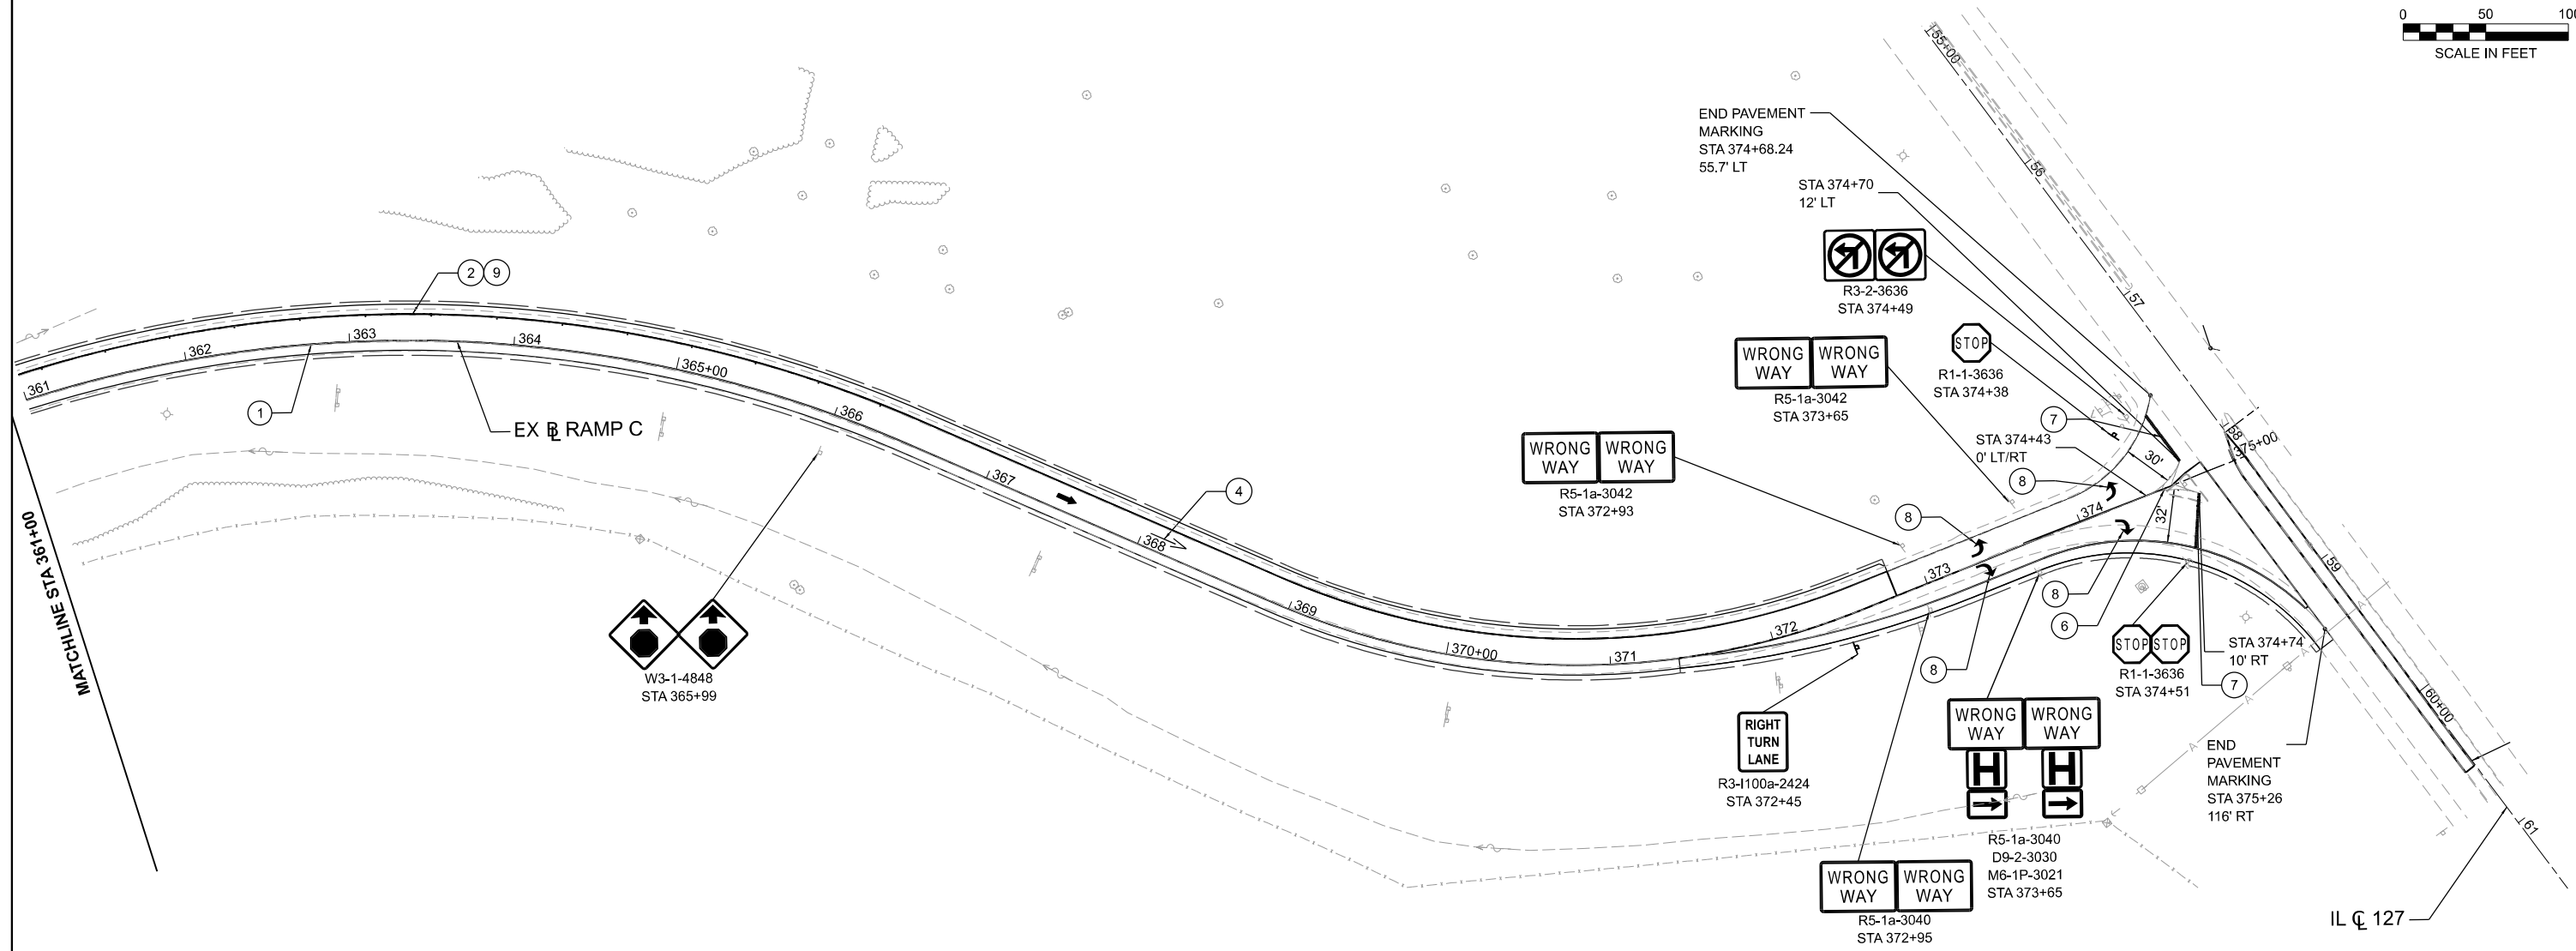 0 50 100
SCALE IN FEET
55+00
56
57
58
59
60+00
61
END PAVEMENT
MARKING
STA 374+68.24
55.7' LT
STA 374+70
12' LT
R3-2-3636
STA 374+49
STOP
R1-1-3636
STA 374+38
WRONG WAY
WRONG WAY
R5-1a-3042
STA 373+65
WRONG WAY
WRONG WAY
R5-1a-3042
STA 372+93
7
STA 374+43
0' LT/RT
30'
375+00
8
8
32'
2 9
361
362
363
364
365+00
366
367
368
369
370+00
371
372
373
374
1
EX BL RAMP C
4
MATCHLINE STA 361+00
W3-1-4848
STA 365+99
RIGHT
TURN
LANE
R3-I100a-2424
STA 372+45
8
8
6
STOP STOP
R1-1-3636
STA 374+51
STA 374+74
10' RT
7
WRONG WAY
WRONG WAY
H H
R5-1a-3040
D9-2-3030
M6-1P-3021
STA 373+65
WRONG WAY
WRONG WAY
R5-1a-3040
STA 372+95
END
PAVEMENT
MARKING
STA 375+26
116' RT
A A A A
IL CL 127